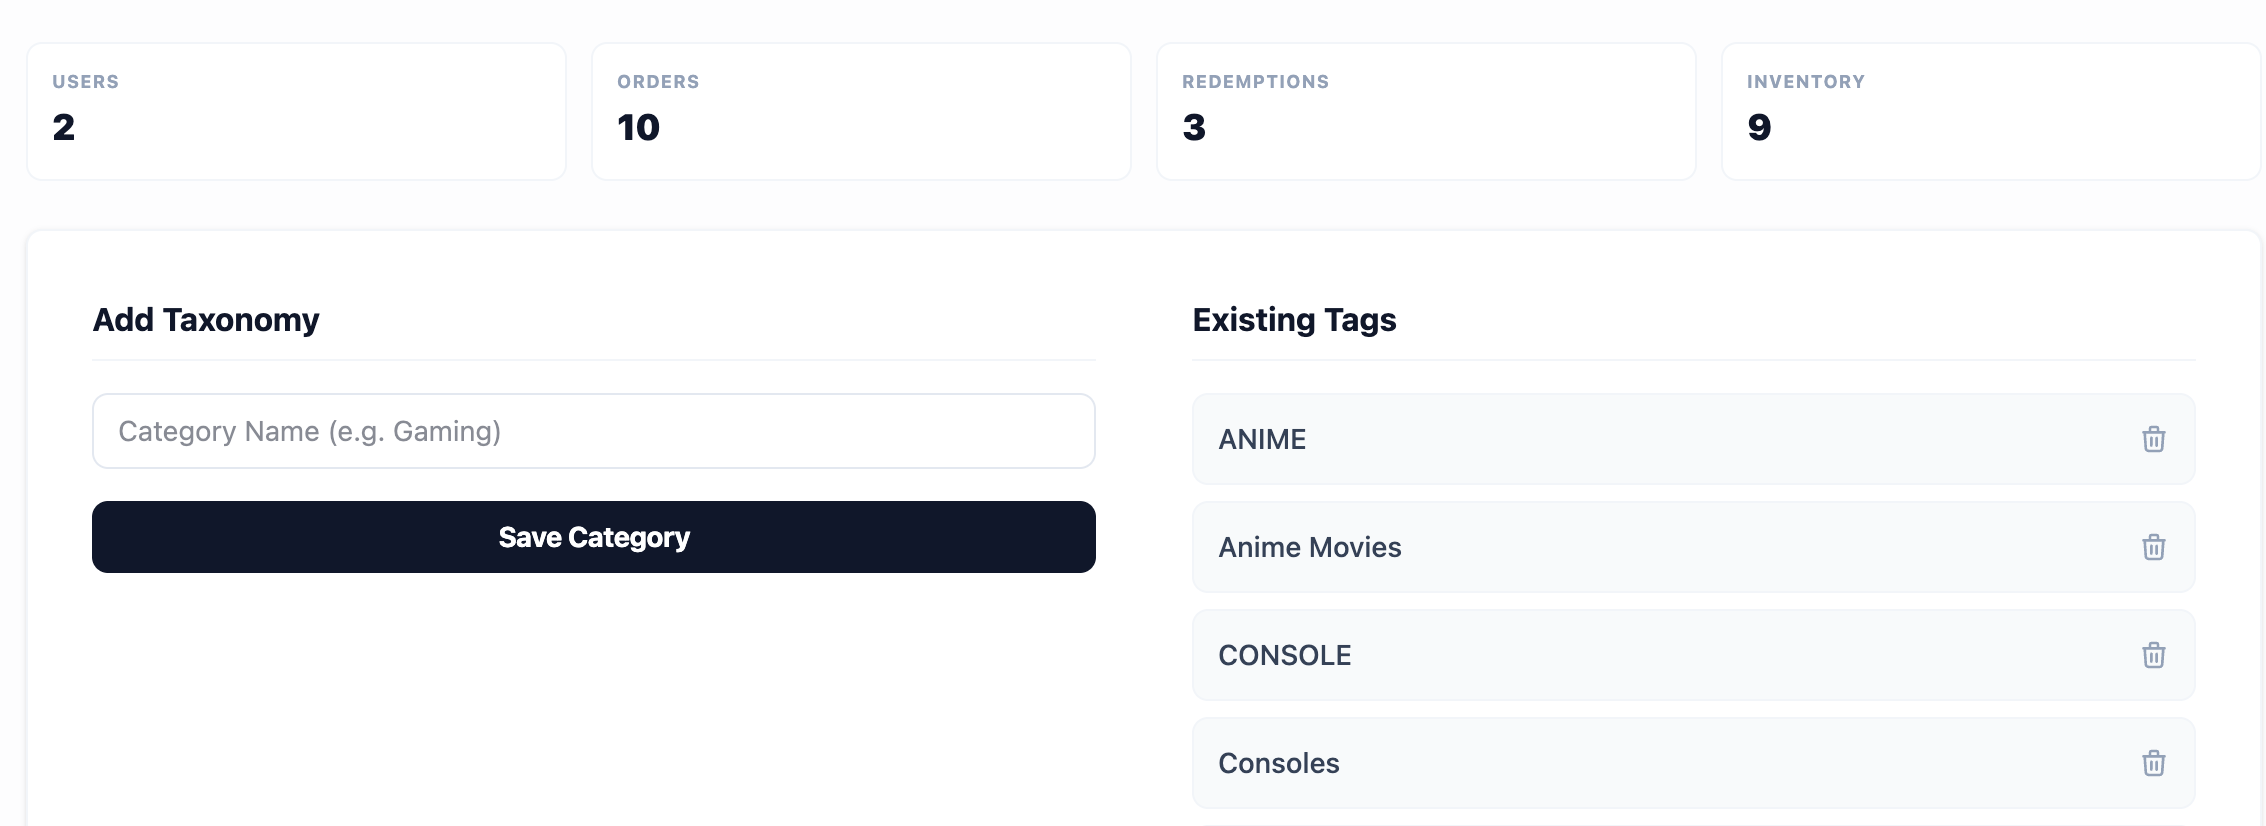 USERS
2
ORDERS
10
REDEMPTIONS
3
INVENTORY
9
Add Taxonomy
Category Name (e.g. Gaming)
Save Category
Existing Tags
ANIME
Anime Movies
CONSOLE
Consoles